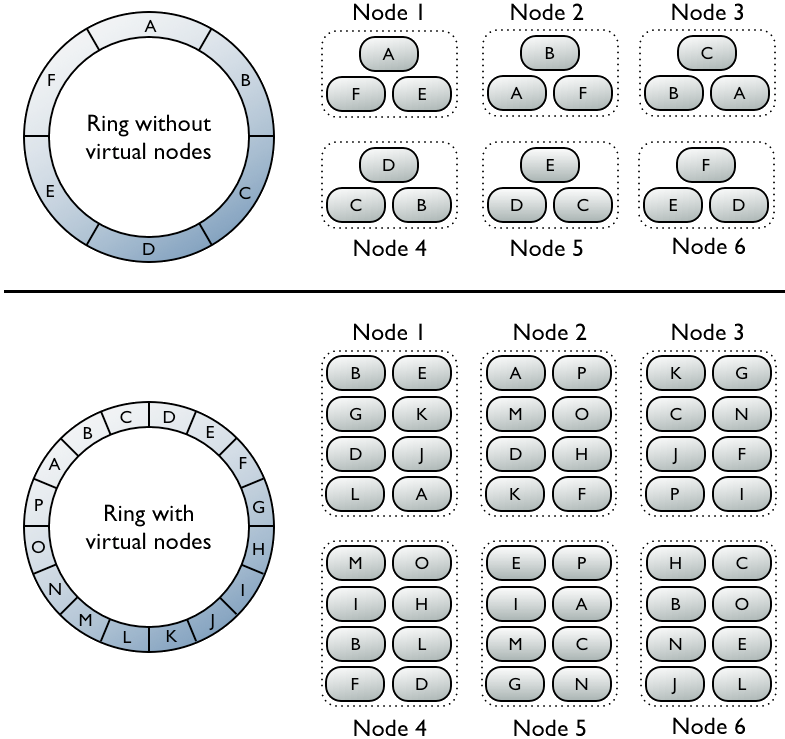 A
B
C
D
E
F
Ring without
virtual nodes
Node 1
Node 2
Node 3
A
F E
B
A F
C
B A
D
C B
E
D C
F
E D
Node 4
Node 5
Node 6
A
B
C
D
E
F
G
H
I
J
K
L
M
N
O
P
Ring with
virtual nodes
Node 1
B E
G K
D J
L A
Node 2
A P
M O
D H
K F
Node 3
K G
C N
J F
P I
M O
I H
B L
F D
Node 4
E P
I A
M C
G N
Node 5
H C
B O
N E
J L
Node 6